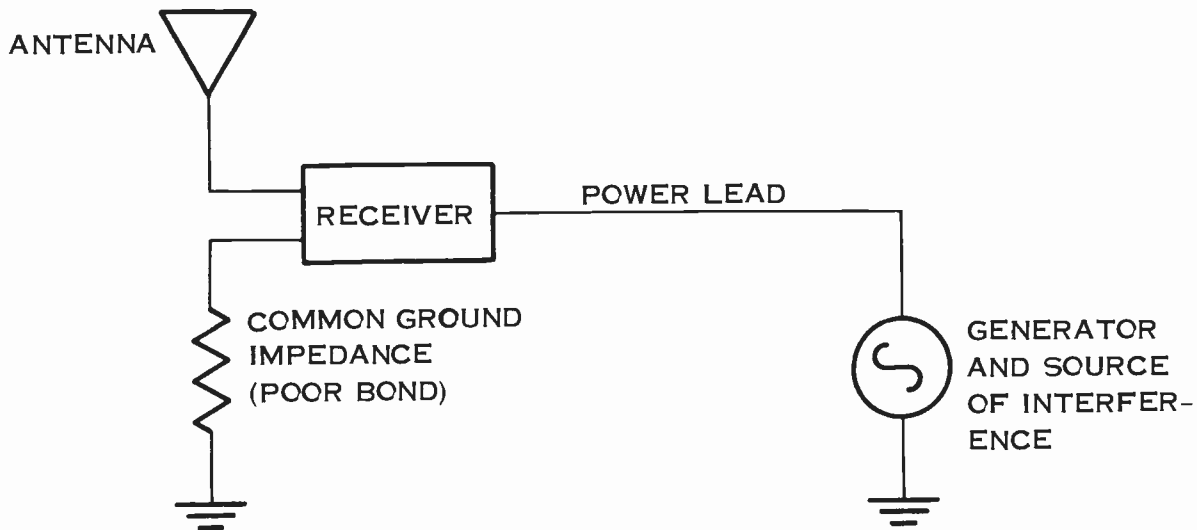 ANTENNA
RECEIVER
POWER LEAD
COMMON GROUND
IMPEDANCE
(POOR BOND)
GENERATOR
AND SOURCE
OF INTERFER-
ENCE